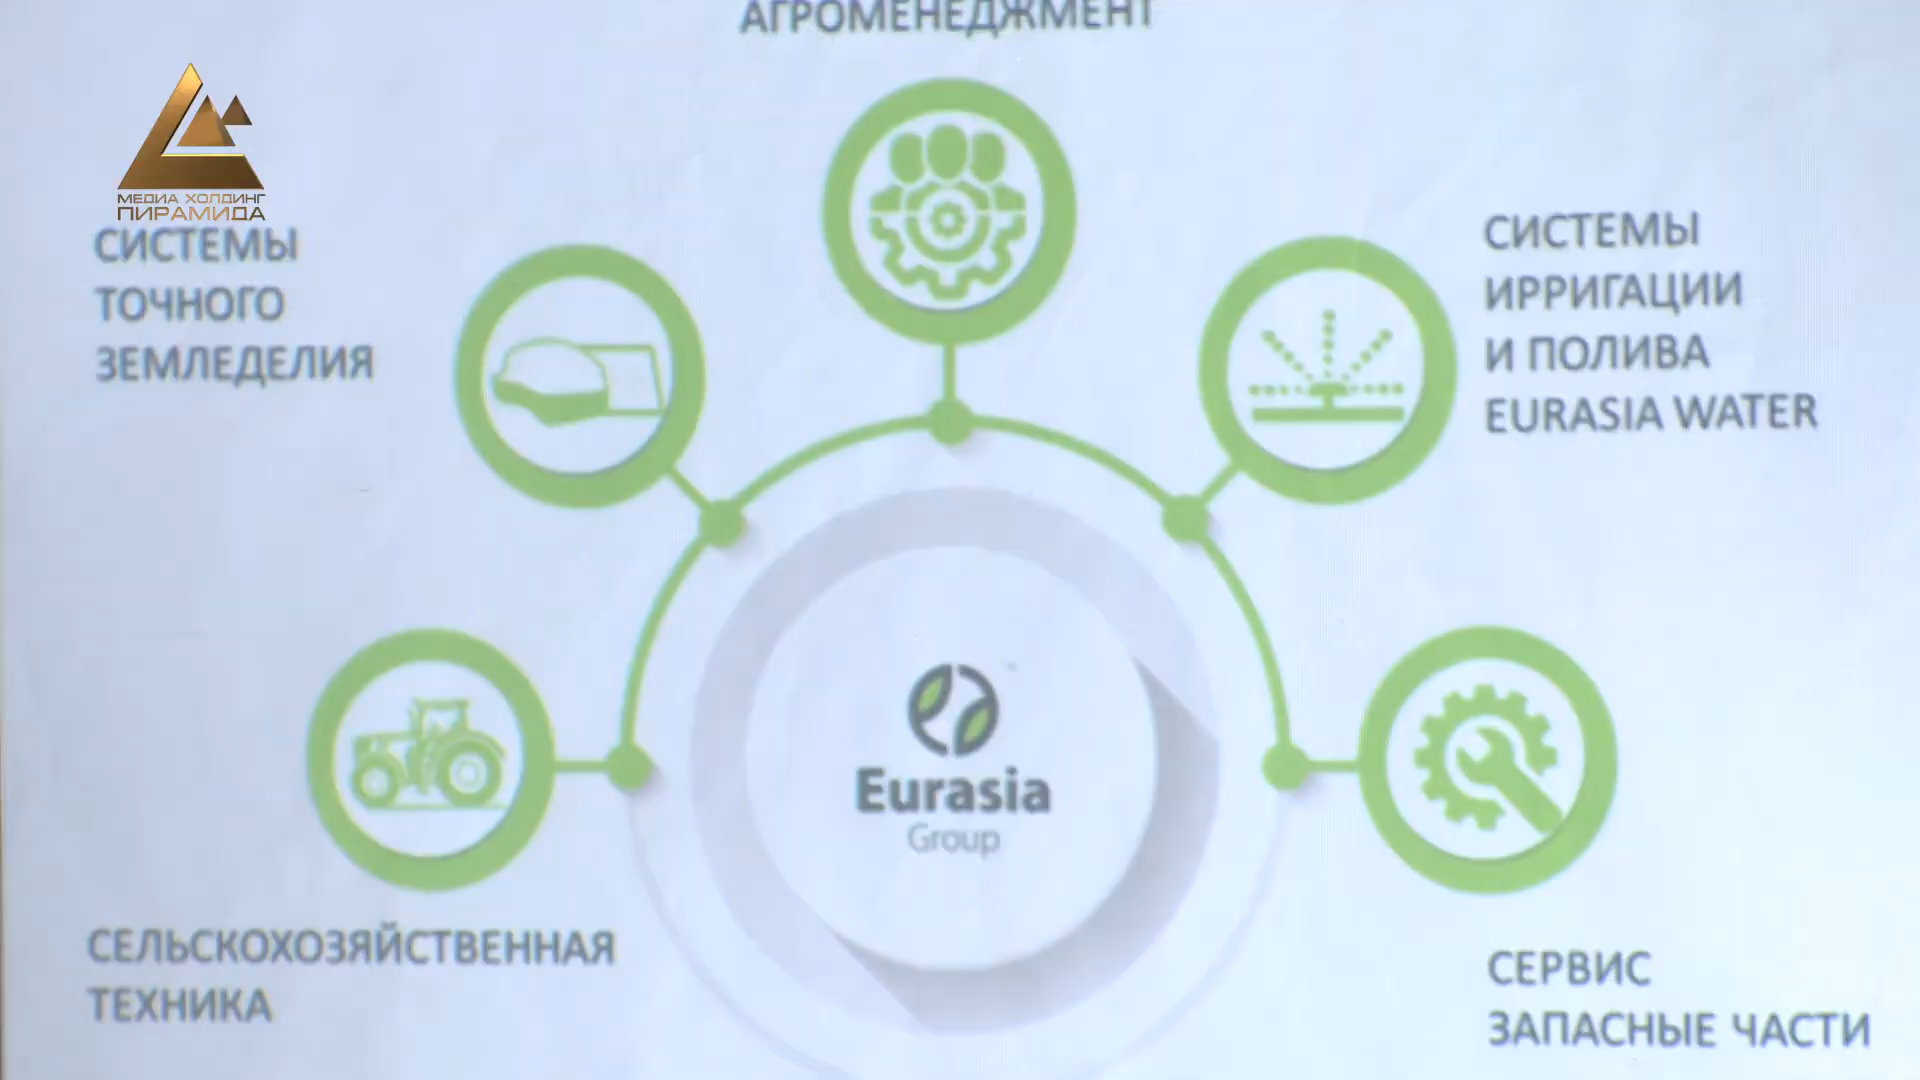 АГРОМЕНЕДЖМЕНТ
МЕДИА ХОЛДИНГ
ПИРАМИДА
СИСТЕМЫ
ТОЧНОГО
ЗЕМЛЕДЕЛИЯ
СИСТЕМЫ
ИРРИГАЦИИ
И ПОЛИВА
EURASIA WATER
Eurasia
Group
СЕЛЬСКОХОЗЯЙСТВЕННАЯ
ТЕХНИКА
СЕРВИС
ЗАПАСНЫЕ ЧАСТИ